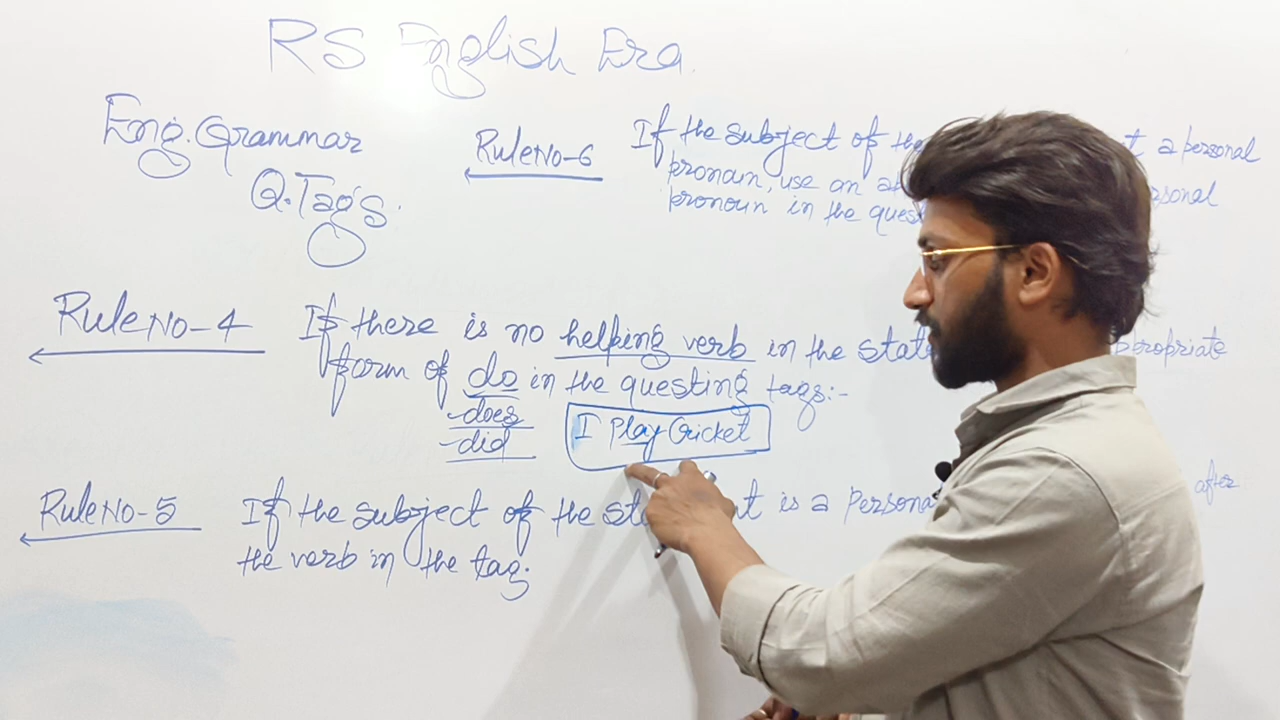 RS English Era.
Eng. Grammar
Q. Tag's.
Rule No-6
If the subject of the a personal
pronoun, use an
pronoun in the
Rule No-4
If there is no helping verb in the
form of do in the questing tags:-
-does
-did
I Play Cricket
Rule No-5
If the subject of the is a after
the verb in the tag.